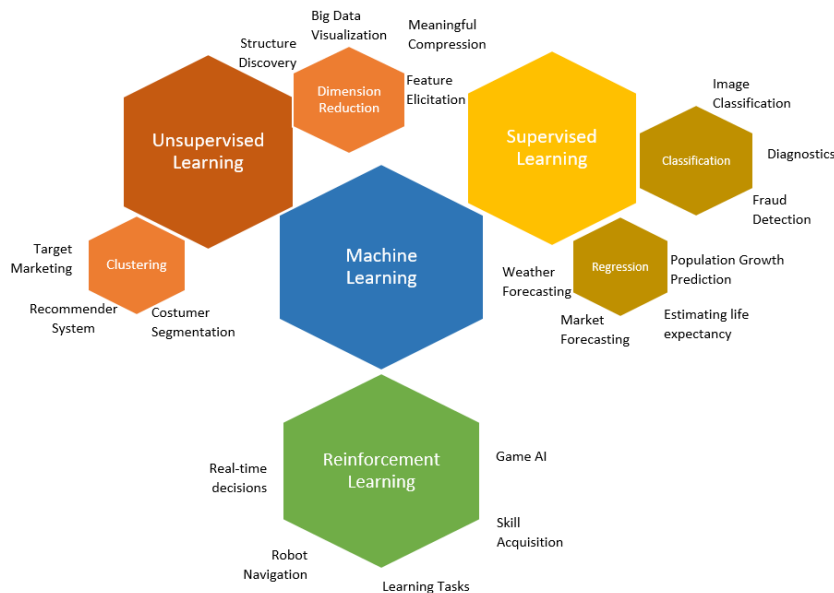 Big Data
Visualization
Meaningful
Compression
Structure
Discovery
Dimension
Reduction
Feature
Elicitation
Image
Classification
Unsupervised
Learning
Supervised
Learning
Classification
Diagnostics
Fraud
Detection
Target
Marketing
Clustering
Recommender
System
Costumer
Segmentation
Machine
Learning
Weather
Forecasting
Regression
Population Growth
Prediction
Market
Forecasting
Estimating life
expectancy
Reinforcement
Learning
Game AI
Real-time
decisions
Skill
Acquisition
Robot
Navigation
Learning Tasks